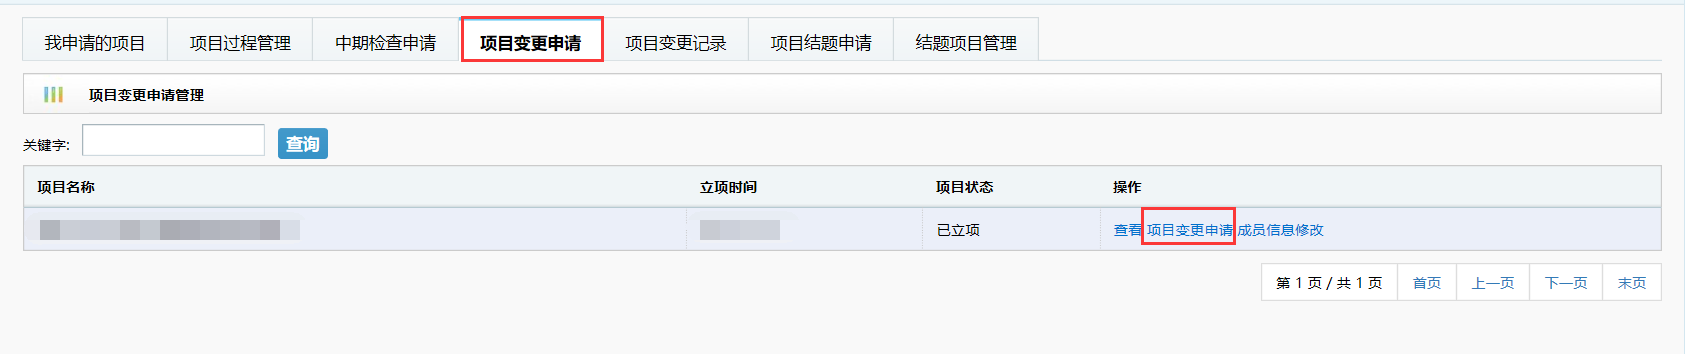 我申请的项目 项目过程管理 中期检查申请 项目变更申请 项目变更记录 项目结题申请 结题项目管理
项目变更申请管理
关键字: 查询
项目名称 立项时间 项目状态 操作
已立项 查看 项目变更申请 成员信息修改
第 1 页 / 共 1 页 首页 上一页 下一页 末页